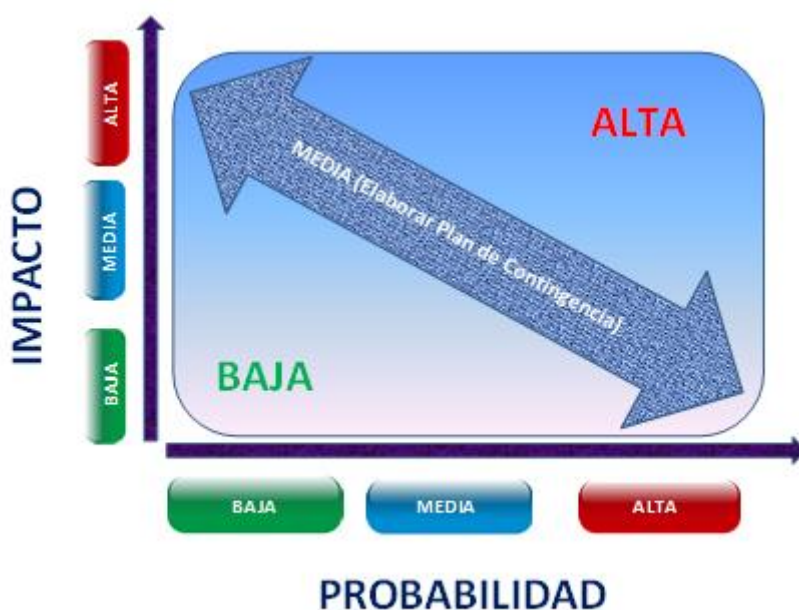 IMPACTO
ALTA
MEDIA
BAJA
ALTA
MEDIA (Elaborar Plan de Contingencia)
BAJA
BAJA
MEDIA
ALTA
PROBABILIDAD